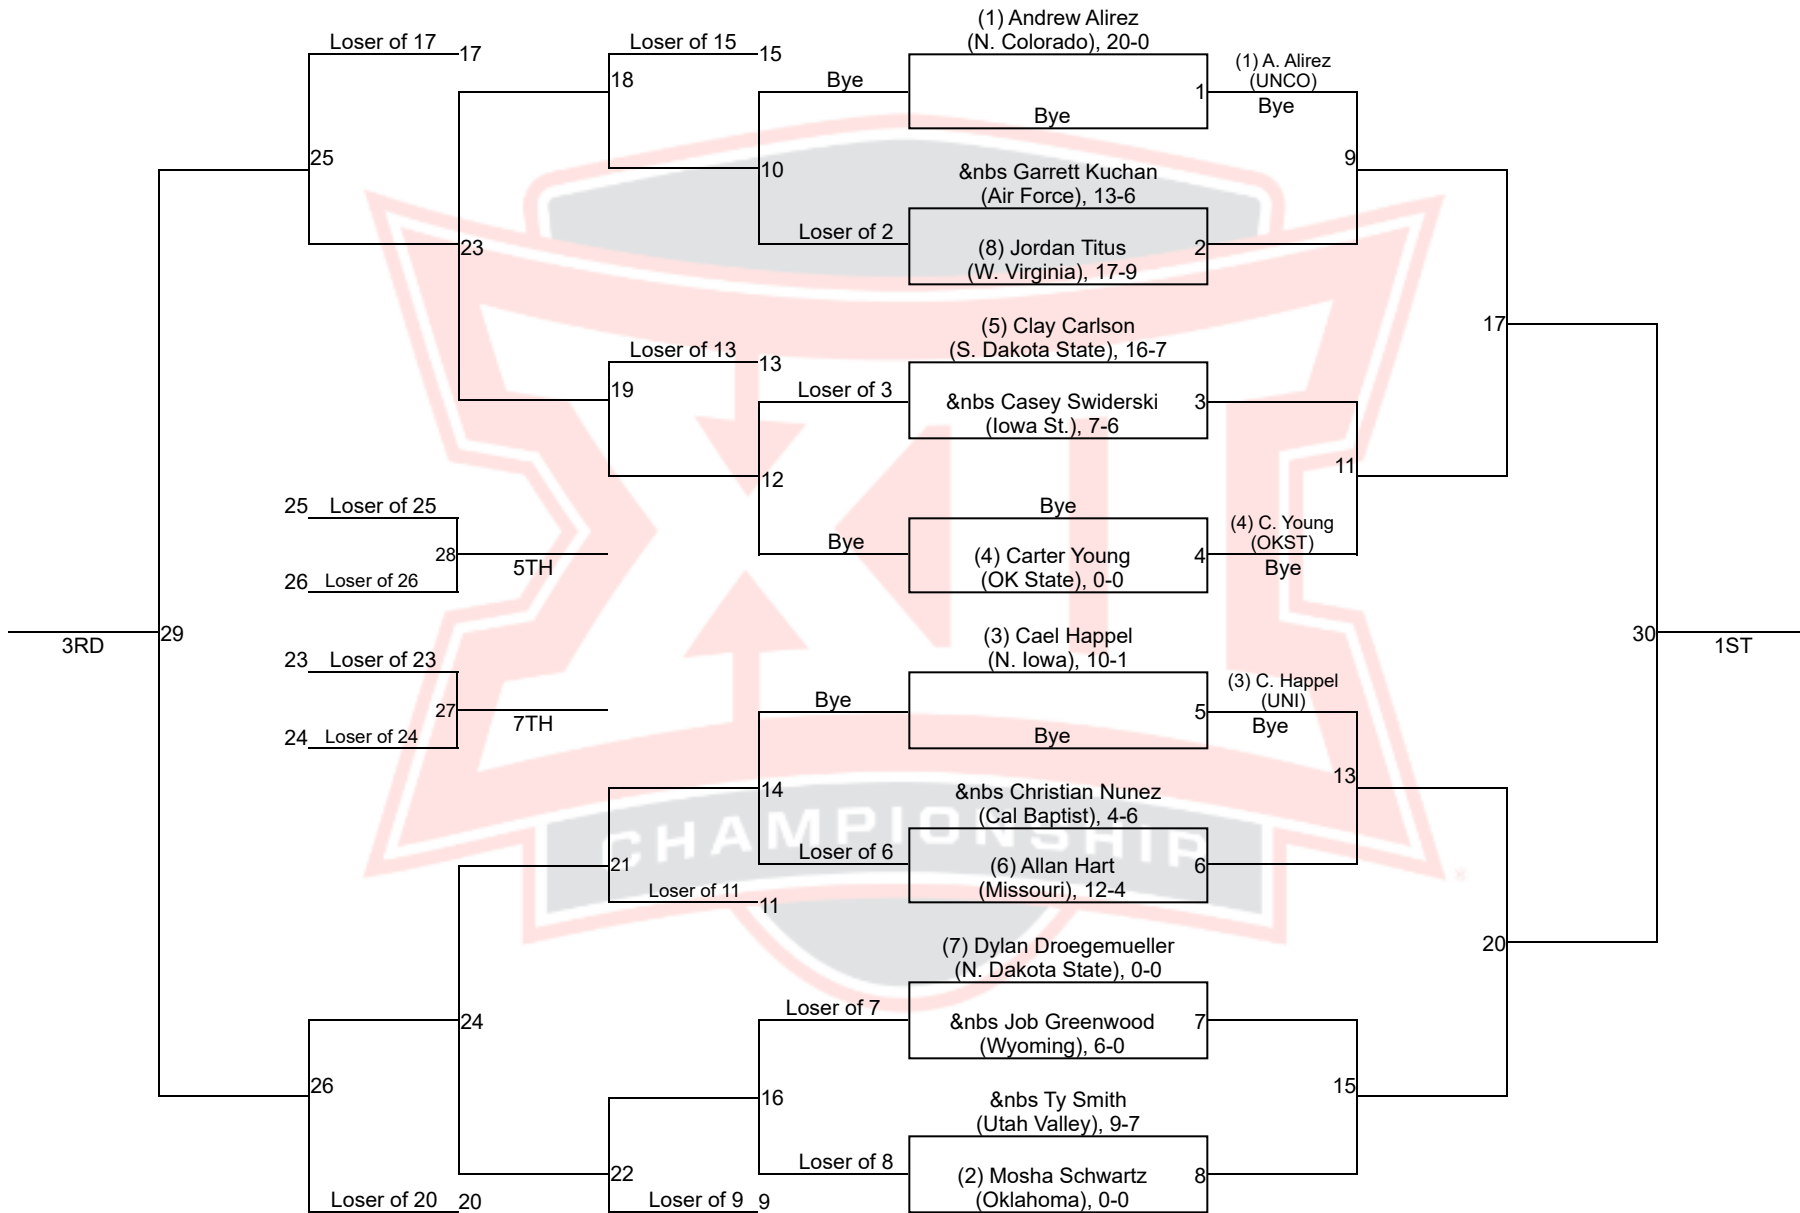 Loser of 17
17
Loser of 15
15
18
Bye
(1) Andrew Alirez
(N. Colorado), 20-0
Bye
1
(1) A. Alirez
(UNCO)
Bye
25
10
&nbs Garrett Kuchan
(Air Force), 13-6
Loser of 2
(8) Jordan Titus
(W. Virginia), 17-9
2
9
23
Loser of 13
13
19
(5) Clay Carlson
(S. Dakota State), 16-7
Loser of 3
&nbs Casey Swiderski
(Iowa St.), 7-6
3
17
12
11
25
Loser of 25
28
5TH
26
Loser of 26
Bye
Bye
(4) Carter Young
(OK State), 0-0
4
(4) C. Young
(OKST)
Bye
3RD
29
23
Loser of 23
27
7TH
24
Loser of 24
(3) Cael Happel
(N. Iowa), 10-1
Bye
Bye
5
(3) C. Happel
(UNI)
Bye
30
1ST
14
&nbs Christian Nunez
(Cal Baptist), 4-6
13
CHAMPIONSHIP
21
Loser of 6
(6) Allan Hart
(Missouri), 12-4
6
Loser of 11
11
(7) Dylan Droegemueller
(N. Dakota State), 0-0
20
24
Loser of 7
&nbs Job Greenwood
(Wyoming), 6-0
7
26
16
&nbs Ty Smith
(Utah Valley), 9-7
15
22
Loser of 8
(2) Mosha Schwartz
(Oklahoma), 0-0
8
Loser of 20
20
Loser of 9
9
XII
®